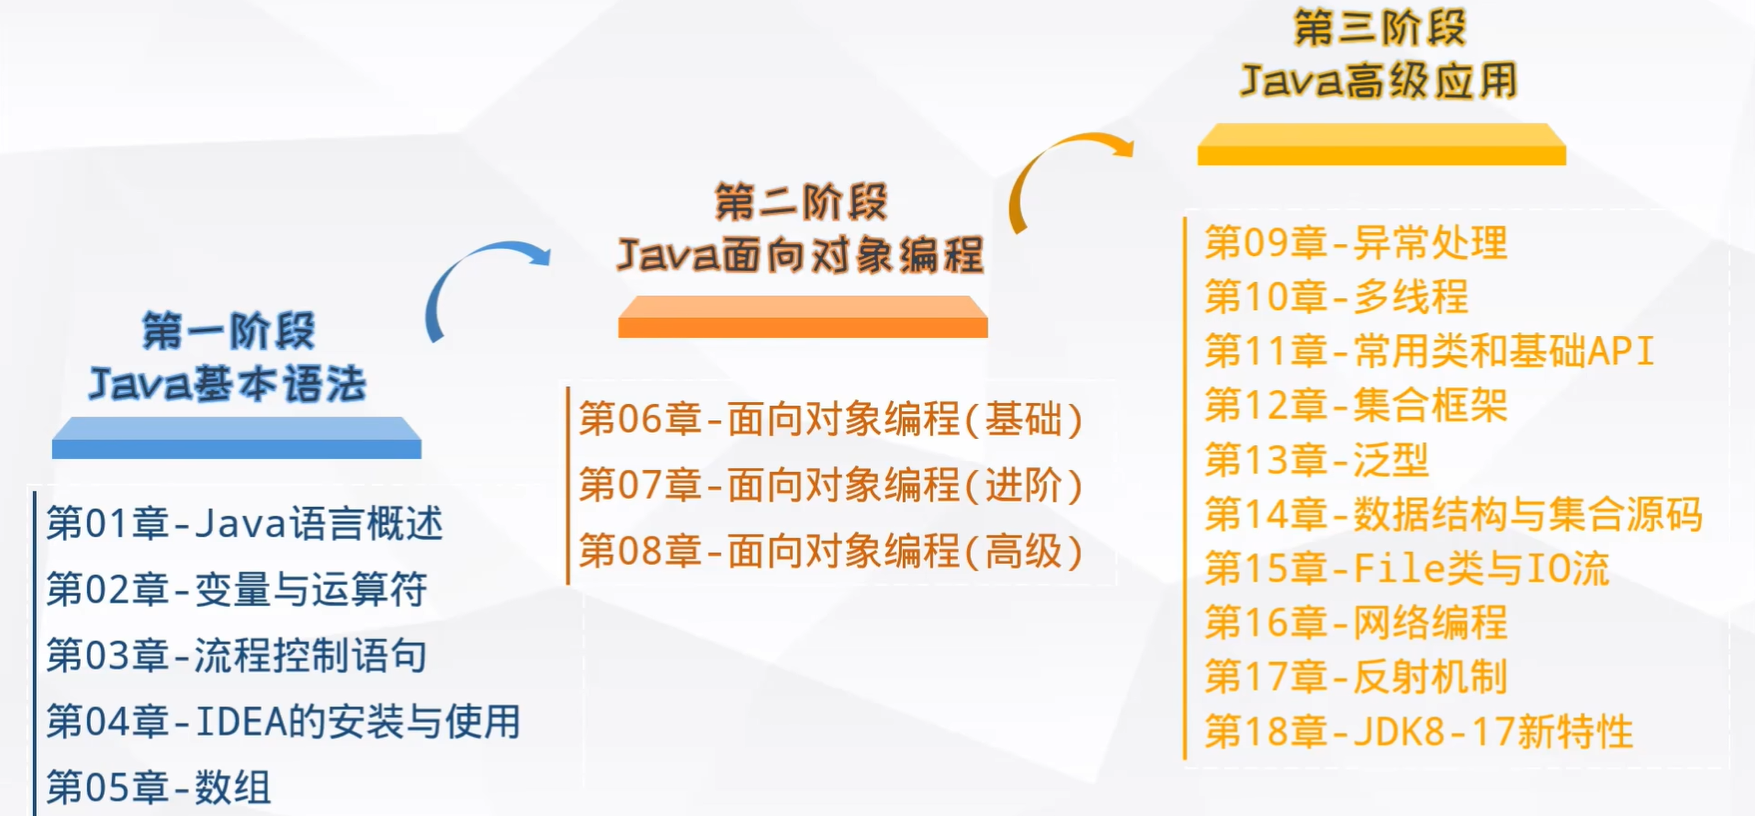 第一阶段
Java基本语法
第01章-Java语言概述
第02章-变量与运算符
第03章-流程控制语句
第04章-IDEA的安装与使用
第05章-数组
第二阶段
Java面向对象编程
第06章-面向对象编程(基础)
第07章-面向对象编程(进阶)
第08章-面向对象编程(高级)
第三阶段
Java高级应用
第09章-异常处理
第10章-多线程
第11章-常用类和基础API
第12章-集合框架
第13章-泛型
第14章-数据结构与集合源码
第15章-File类与IO流
第16章-网络编程
第17章-反射机制
第18章-JDK8-17新特性